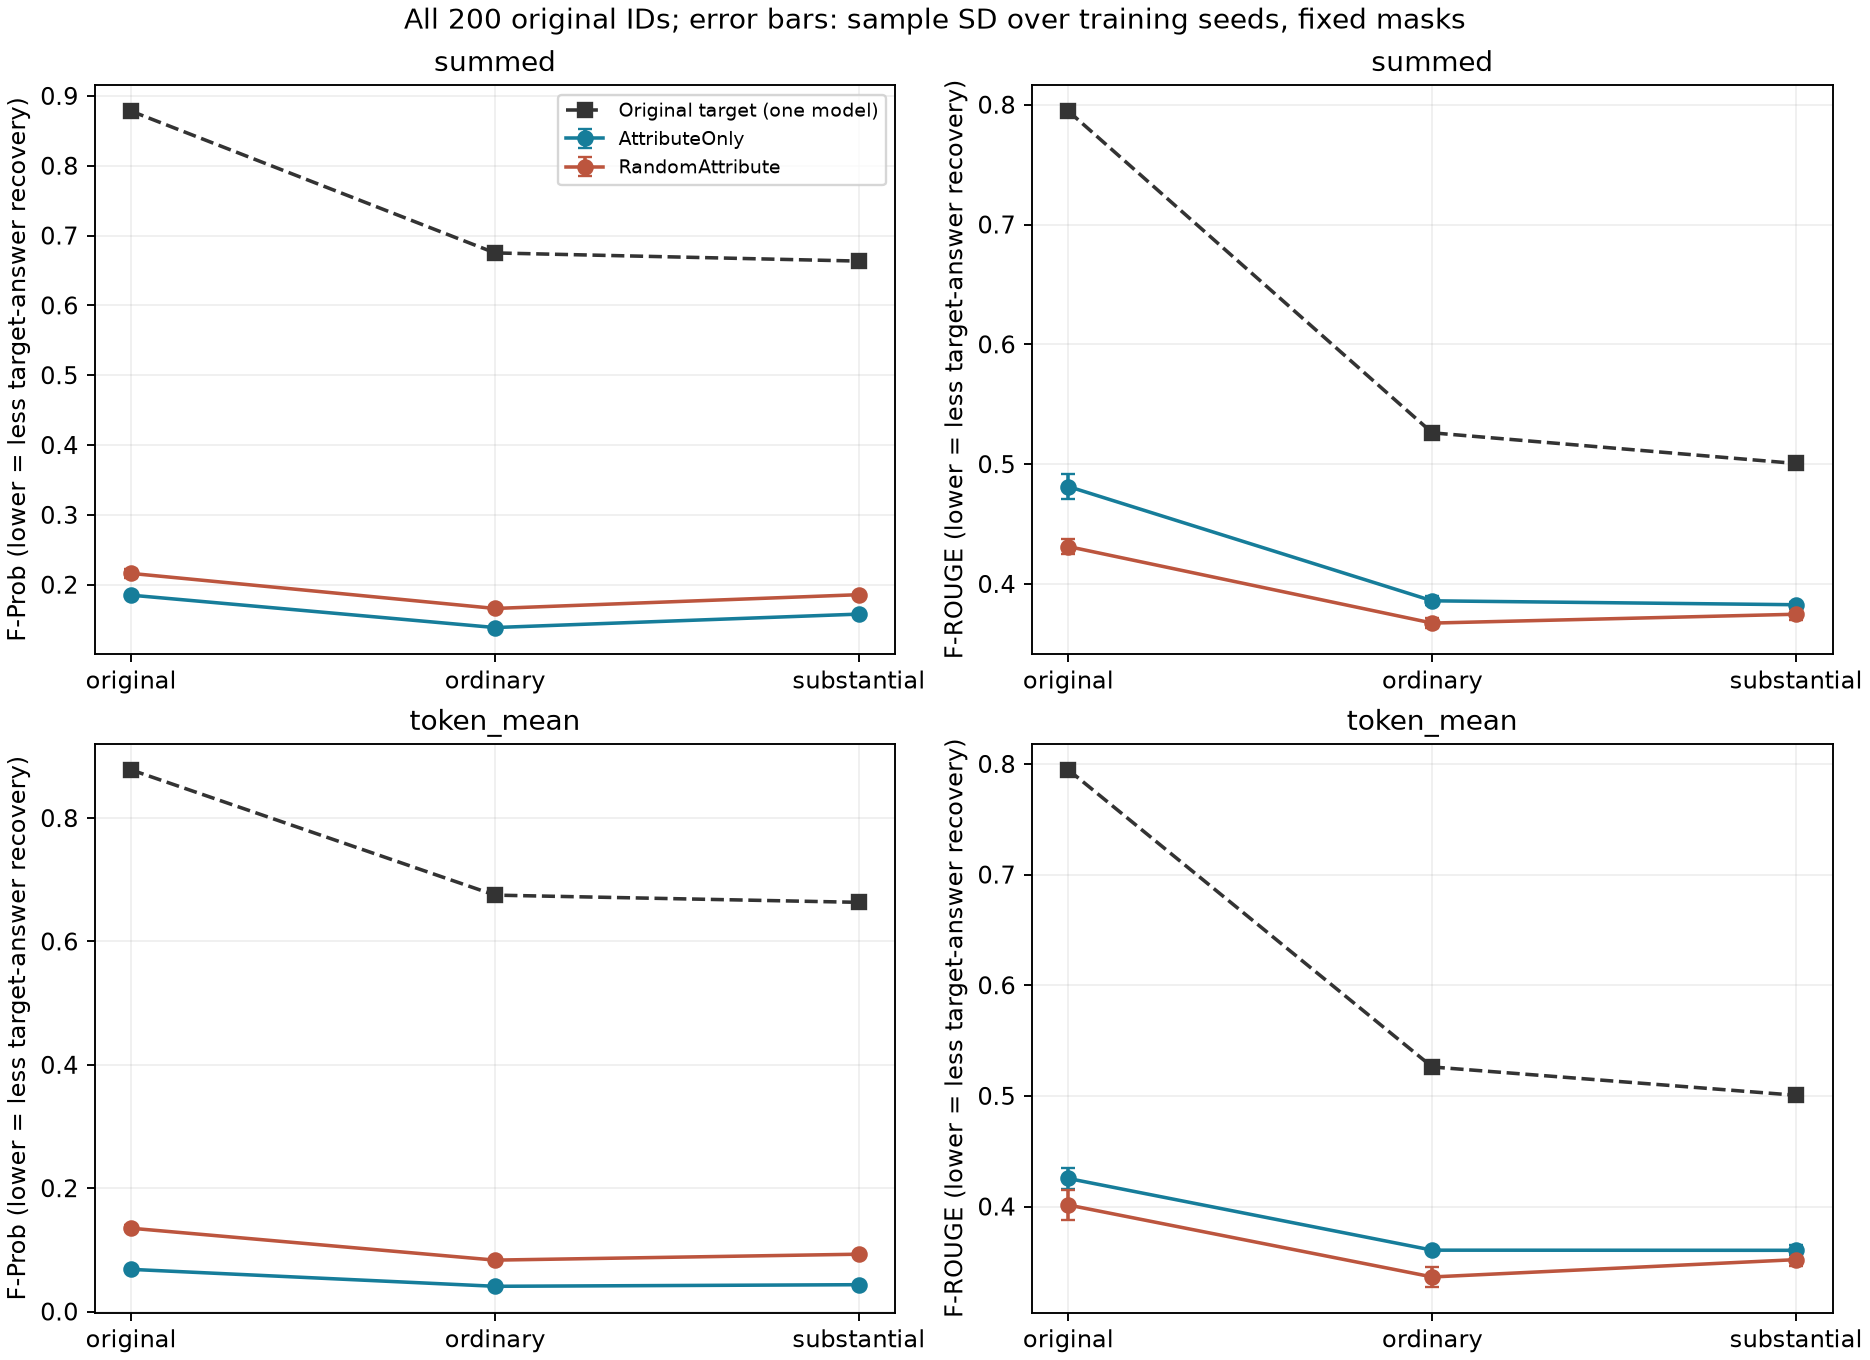 All 200 original IDs; error bars: sample SD over training seeds, fixed masks
summed
F-Prob (lower = less target-answer recovery)
0.9
0.8
0.7
0.6
0.5
0.4
0.3
0.2
Original target (one model)
AttributeOnly
RandomAttribute
original
ordinary
substantial
summed
F-ROUGE (lower = less target-answer recovery)
0.8
0.7
0.6
0.5
0.4
original
ordinary
substantial
token_mean
F-Prob (lower = less target-answer recovery)
0.8
0.6
0.4
0.2
0.0
original
ordinary
substantial
token_mean
F-ROUGE (lower = less target-answer recovery)
0.8
0.7
0.6
0.5
0.4
original
ordinary
substantial